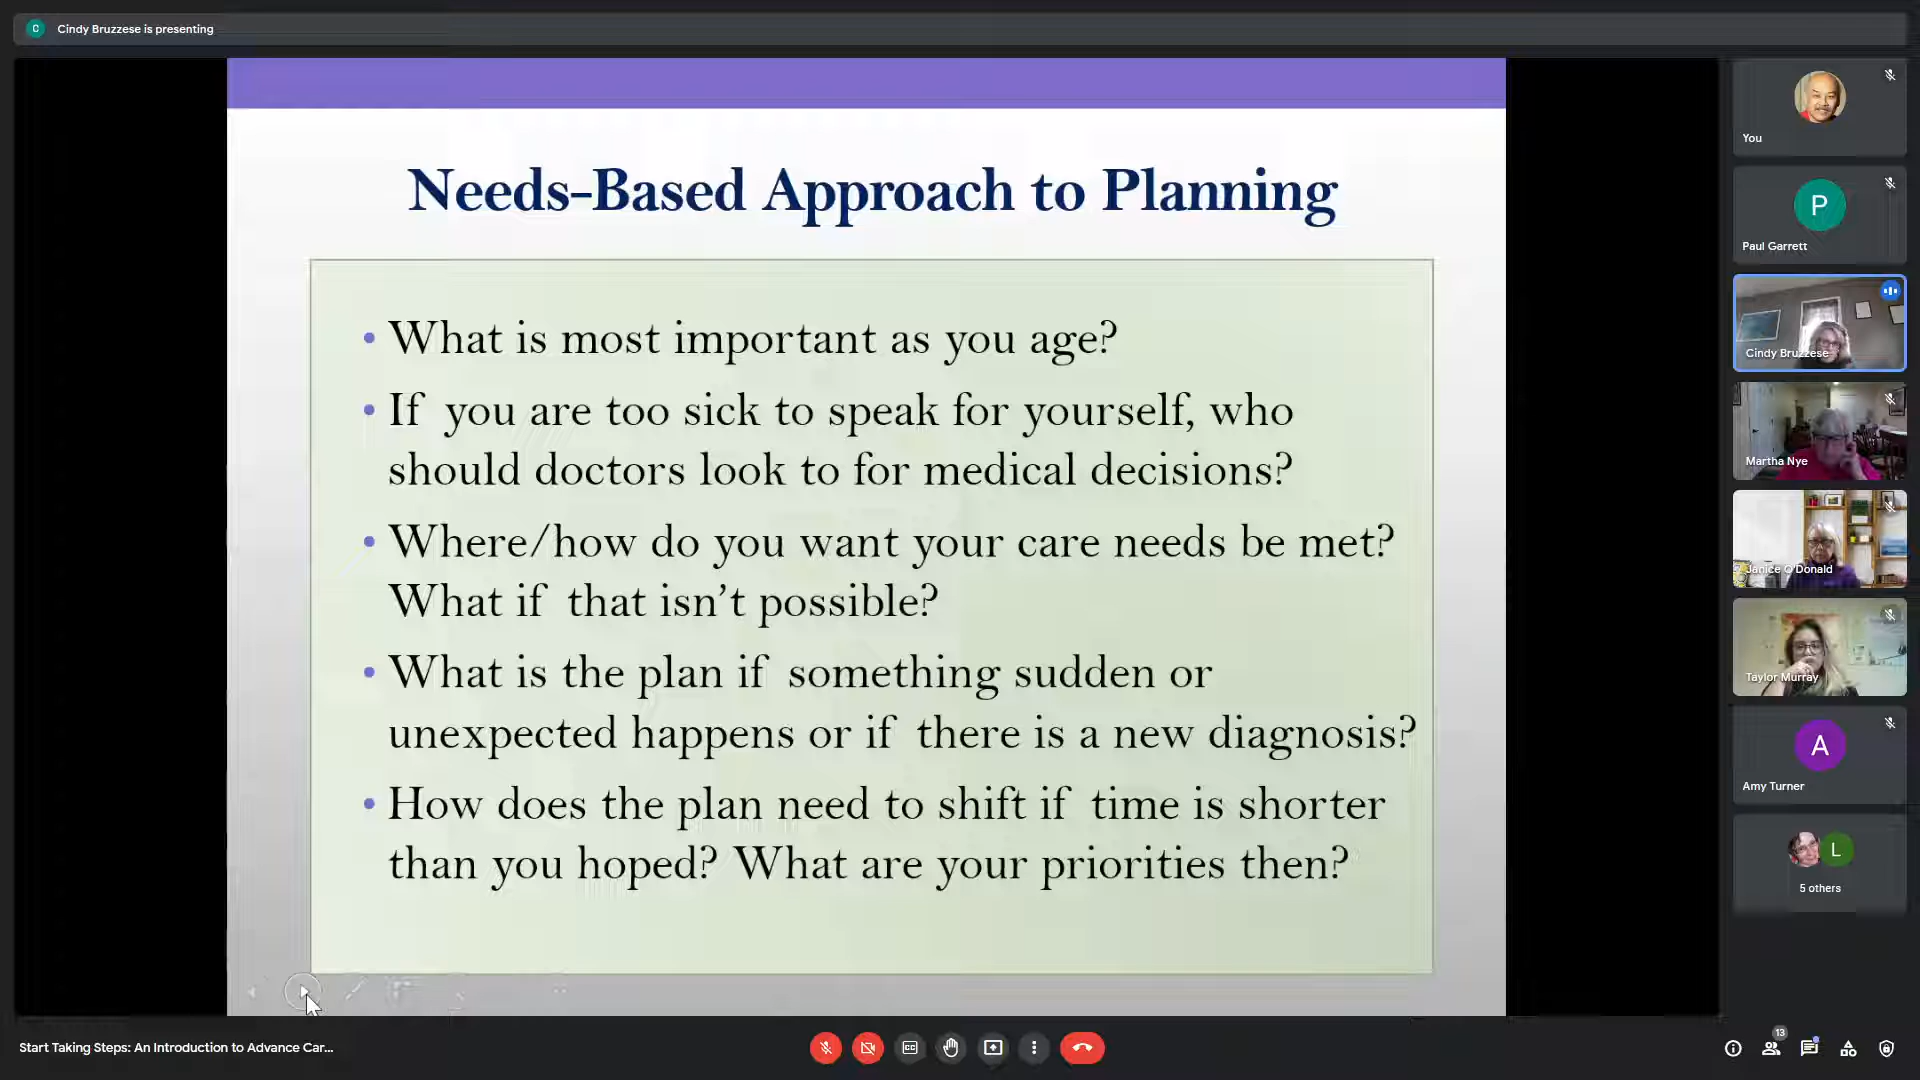 C
Cindy Bruzzese is presenting
Needs-Based Approach to Planning
• What is most important as you age?
• If you are too sick to speak for yourself, who
should doctors look to for medical decisions?
• Where/how do you want your care needs be met?
What if that isn't possible?
• What is the plan if something sudden or
unexpected happens or if there is a new diagnosis?
• How does the plan need to shift if time is shorter
than you hoped? What are your priorities then?
You
P
Paul Garrett
Cindy Bruzzese
Martha Nye
Janice O'Donald
Taylor Murray
A
Amy Turner
L
5 others
Start Taking Steps: An Introduction to Advance Car...
CC
13